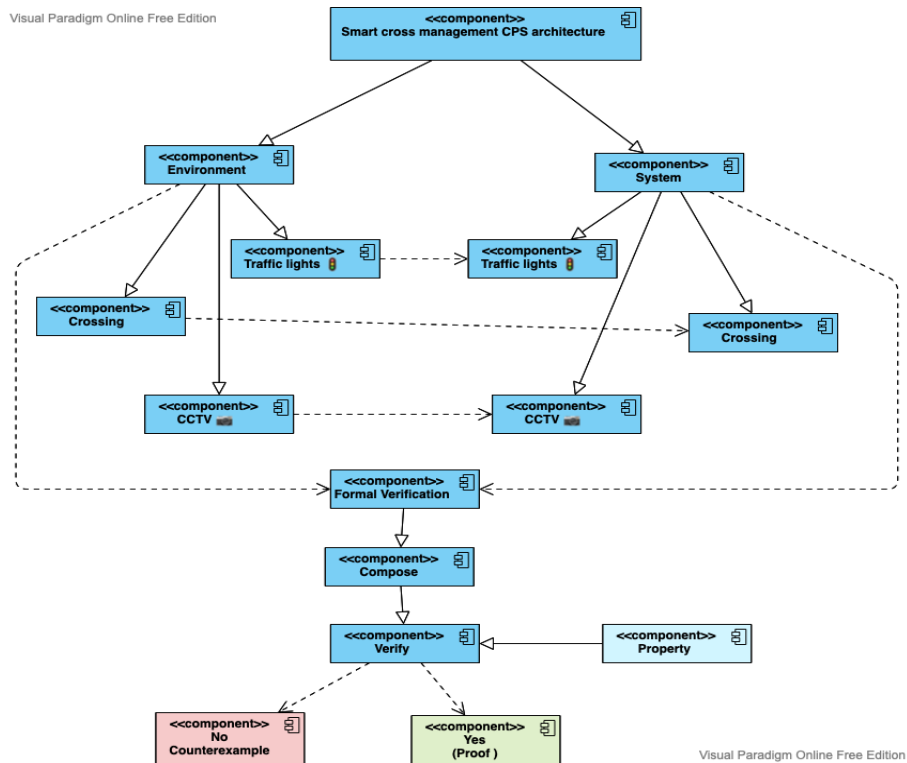 Visual Paradigm Online Free Edition
<<component>>
Smart cross management CPS architecture
<<component>>
Environment
<<component>>
System
<<component>>
Traffic lights 🚦
<<component>>
Traffic lights 🚦
<<component>>
Crossing
<<component>>
Crossing
<<component>>
CCTV 📷
<<component>>
CCTV 📷
<<component>>
Formal Verification
<<component>>
Compose
<<component>>
Verify
<<component>>
Property
<<component>>
No
Counterexample
<<component>>
Yes
(Proof )
Visual Paradigm Online Free Edition